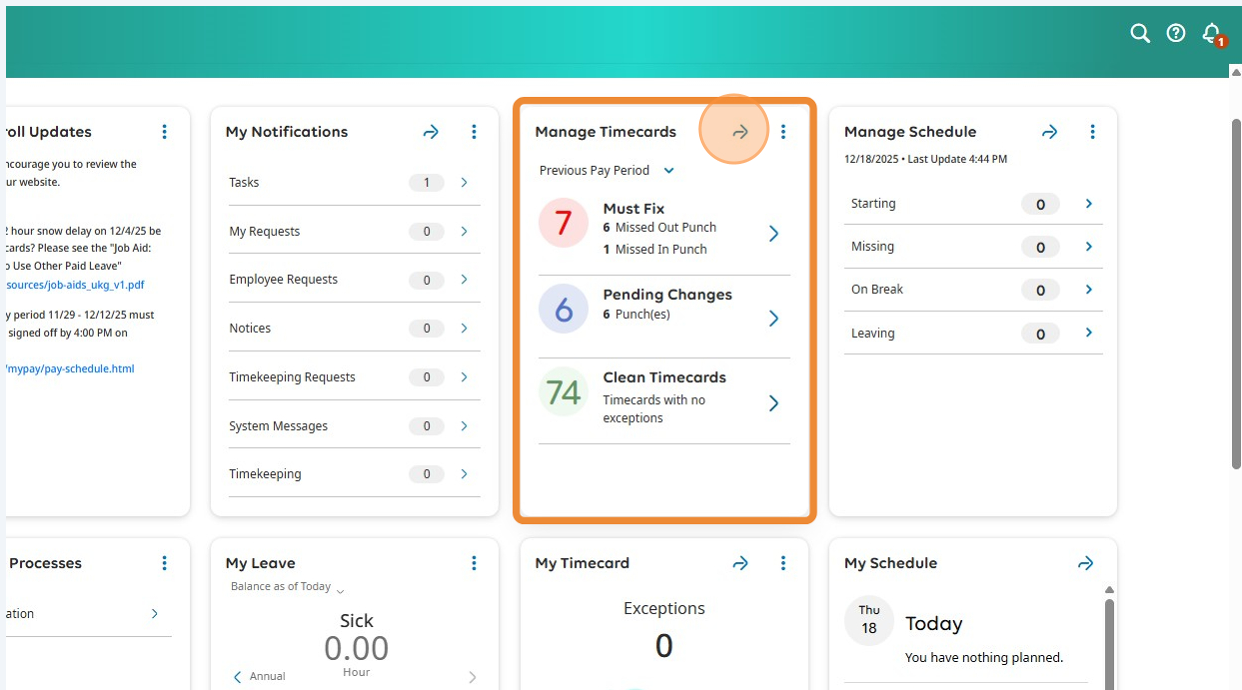 1
roll Updates
ncourage you to review the
ur website.
2 hour snow delay on 12/4/25 be
cards? Please see the "Job Aid:
o Use Other Paid Leave"
sources/job-aids_ukg_v1.pdf
y period 11/29 - 12/12/25 must
signed off by 4:00 PM on
/mypay/pay-schedule.html
My Notifications
Tasks 1
My Requests 0
Employee Requests 0
Notices 0
Timekeeping Requests 0
System Messages 0
Timekeeping 0
Manage Timecards
Previous Pay Period
7 Must Fix
6 Missed Out Punch
1 Missed In Punch
6 Pending Changes
6 Punch(es)
74 Clean Timecards
Timecards with no
exceptions
Manage Schedule
12/18/2025 • Last Update 4:44 PM
Starting 0
Missing 0
On Break 0
Leaving 0
Processes
ation
My Leave
Balance as of Today
Sick
0.00
Hour
Annual
My Timecard
Exceptions
0
My Schedule
Thu
18
Today
You have nothing planned.